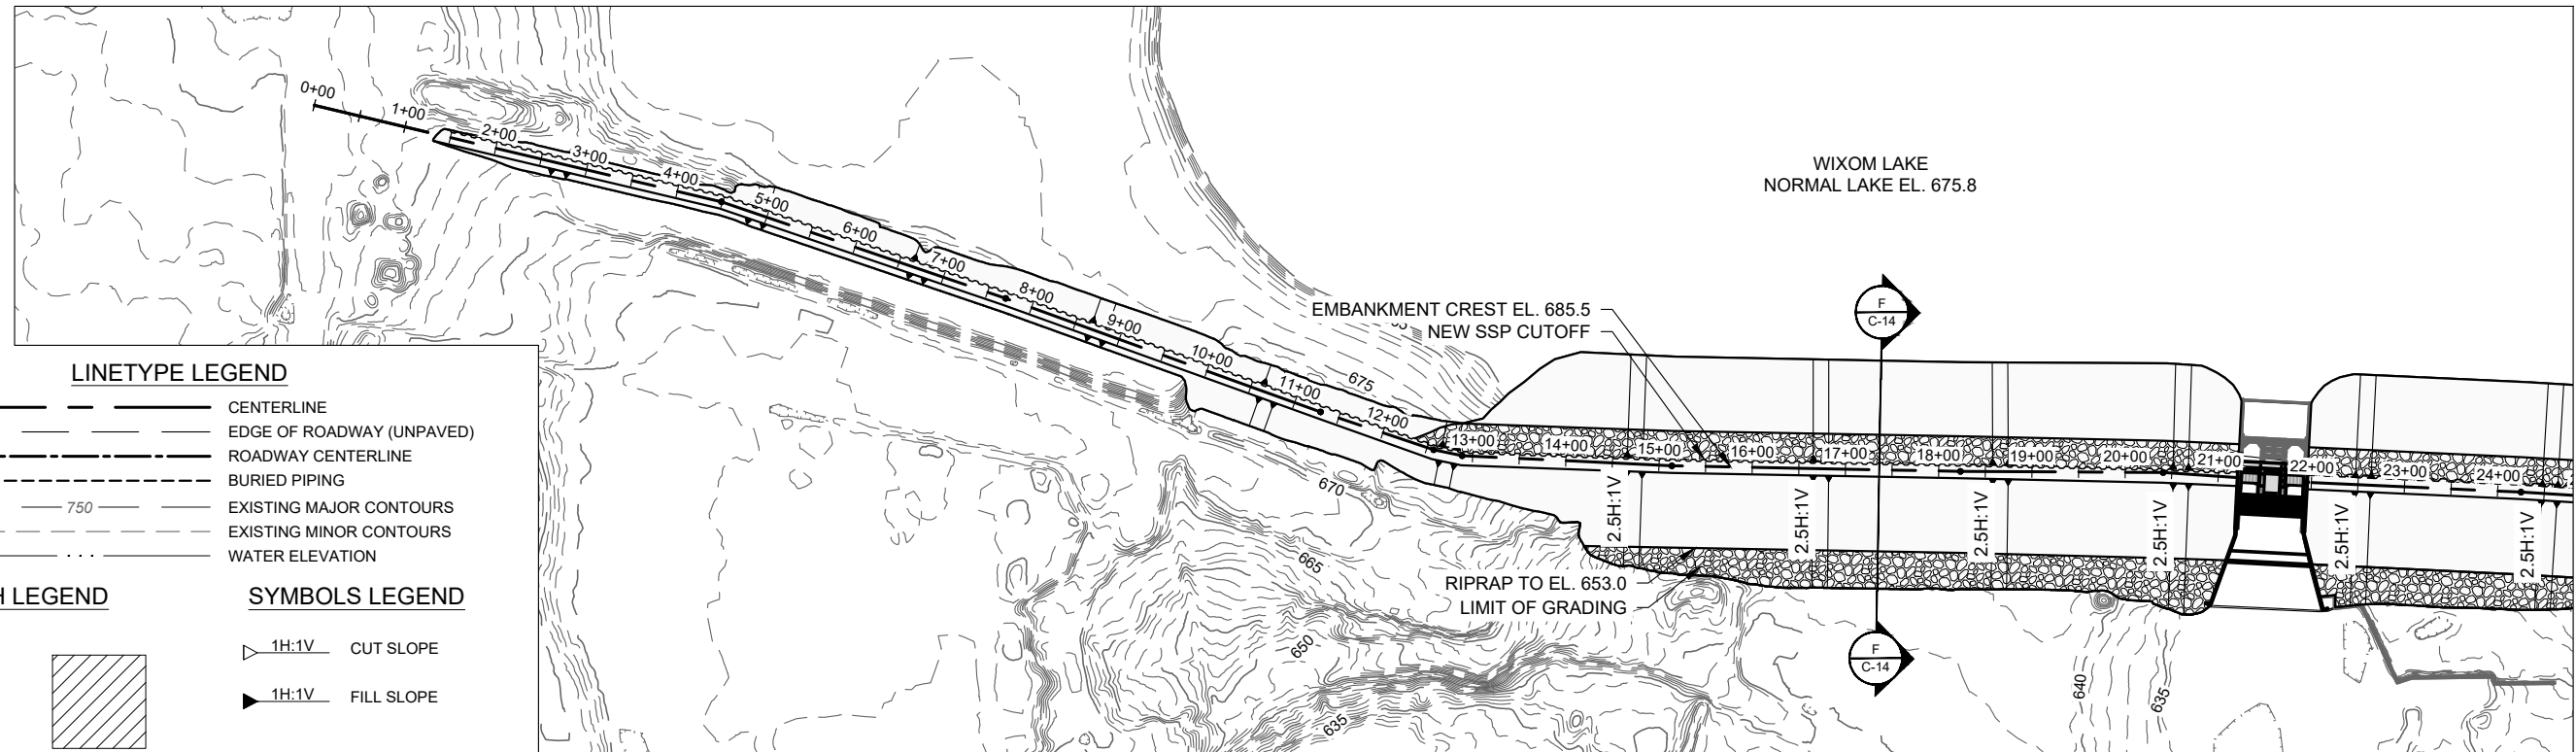 0+00
1+00
2+00
3+00
4+00
5+00
6+00
7+00
8+00
9+00
10+00
11+00
12+00
13+00
14+00
15+00
16+00
17+00
18+00
19+00
20+00
21+00
22+00
23+00
24+00
WIXOM LAKE
NORMAL LAKE EL. 675.8
EMBANKMENT CREST EL. 685.5
NEW SSP CUTOFF
F
C-14
675
670
665
650
635
640
635
2.5H:1V
2.5H:1V
2.5H:1V
2.5H:1V
2.5H:1V
2.5H:1V
RIPRAP TO EL. 653.0
LIMIT OF GRADING
F
C-14
LINETYPE LEGEND
CENTERLINE
EDGE OF ROADWAY (UNPAVED)
ROADWAY CENTERLINE
BURIED PIPING
750 EXISTING MAJOR CONTOURS
EXISTING MINOR CONTOURS
WATER ELEVATION
H LEGEND
SYMBOLS LEGEND
1H:1V CUT SLOPE
1H:1V FILL SLOPE